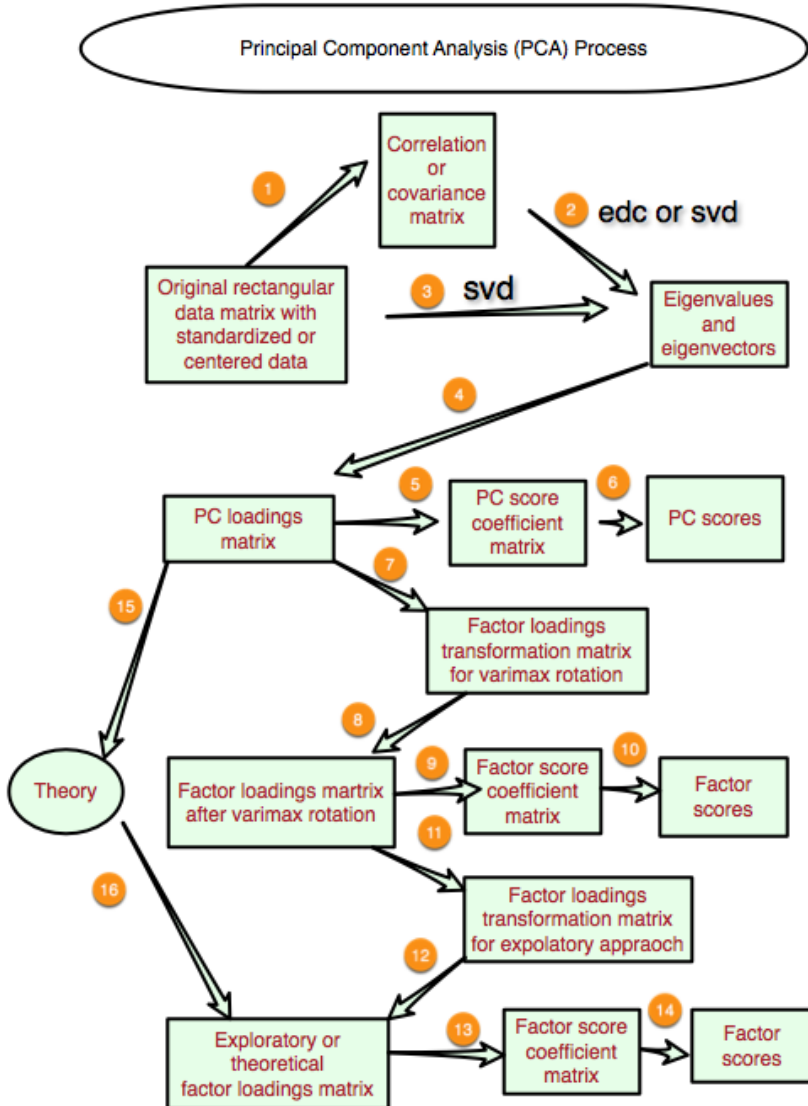 Principal Component Analysis (PCA) Process
Correlation
or
covariance
matrix
1
2
edc or svd
Original rectangular
data matrix with
standardized or
centered data
3
svd
Eigenvalues
and
eigenvectors
4
PC loadings
matrix
5
PC score
coefficient
matrix
6
PC scores
7
15
Factor loadings
transformation matrix
for varimax rotation
8
Theory
Factor loadings martrix
after varimax rotation
9
Factor score
coefficient
matrix
10
Factor
scores
11
16
Factor loadings
transformation matrix
for expolatory appraoch
12
Exploratory or
theoretical
factor loadings matrix
13
Factor score
coefficient
matrix
14
Factor
scores